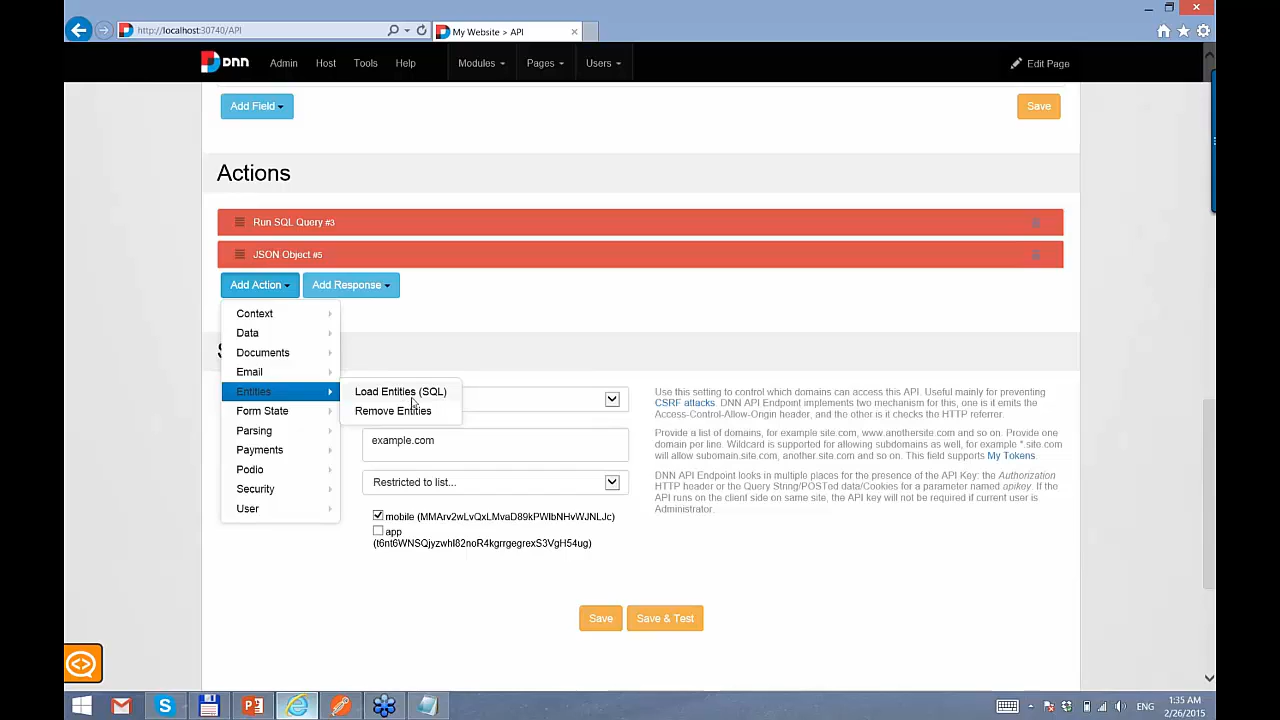 http://localhost:30740/API
My Website > API
DNN
Admin
Host
Tools
Help
Modules
Pages
Users
Edit Page
Add Field
Save
Actions
Run SQL Query #3
JSON Object #5
Add Action
Add Response
Context
Data
Documents
Email
Entities
Form State
Parsing
Payments
Podio
Security
User
Load Entities (SQL)
Remove Entities
example.com
Restricted to list...
mobile (MMArv2wLvQxLMvaD89kPWlbNHvWJNLJc)
app
(t6nt6WNSQjyzwhl82noR4kgrrgegrexS3VgH54ug)
Use this setting to control which domains can access this API. Useful mainly for preventing
CSRF attacks. DNN API Endpoint implements two mechanism for this, one is it emits the
Access-Control-Allow-Orgin header, and the other is it checks the HTTP referrer.
Provide a list of domains, for example site.com, www.anothersite.com and so on. Provide one
domain per line. Wildcard is supported for allowing subdomains as well, for example *.site.com
will allow subdomain.site.com, another.site.com and so on. This field supports My Tokens.
DNN API Endpoint looks in multiple places for the presence of the API Key: the Authorization
HTTP header or the Query String/POSTed data/Cookies for a parameter named apikey. If the
API runs on the client side on same site, the API key will not be required if current user is
Administrator.
Save
Save & Test
ENG
1:35 AM
2/26/2015